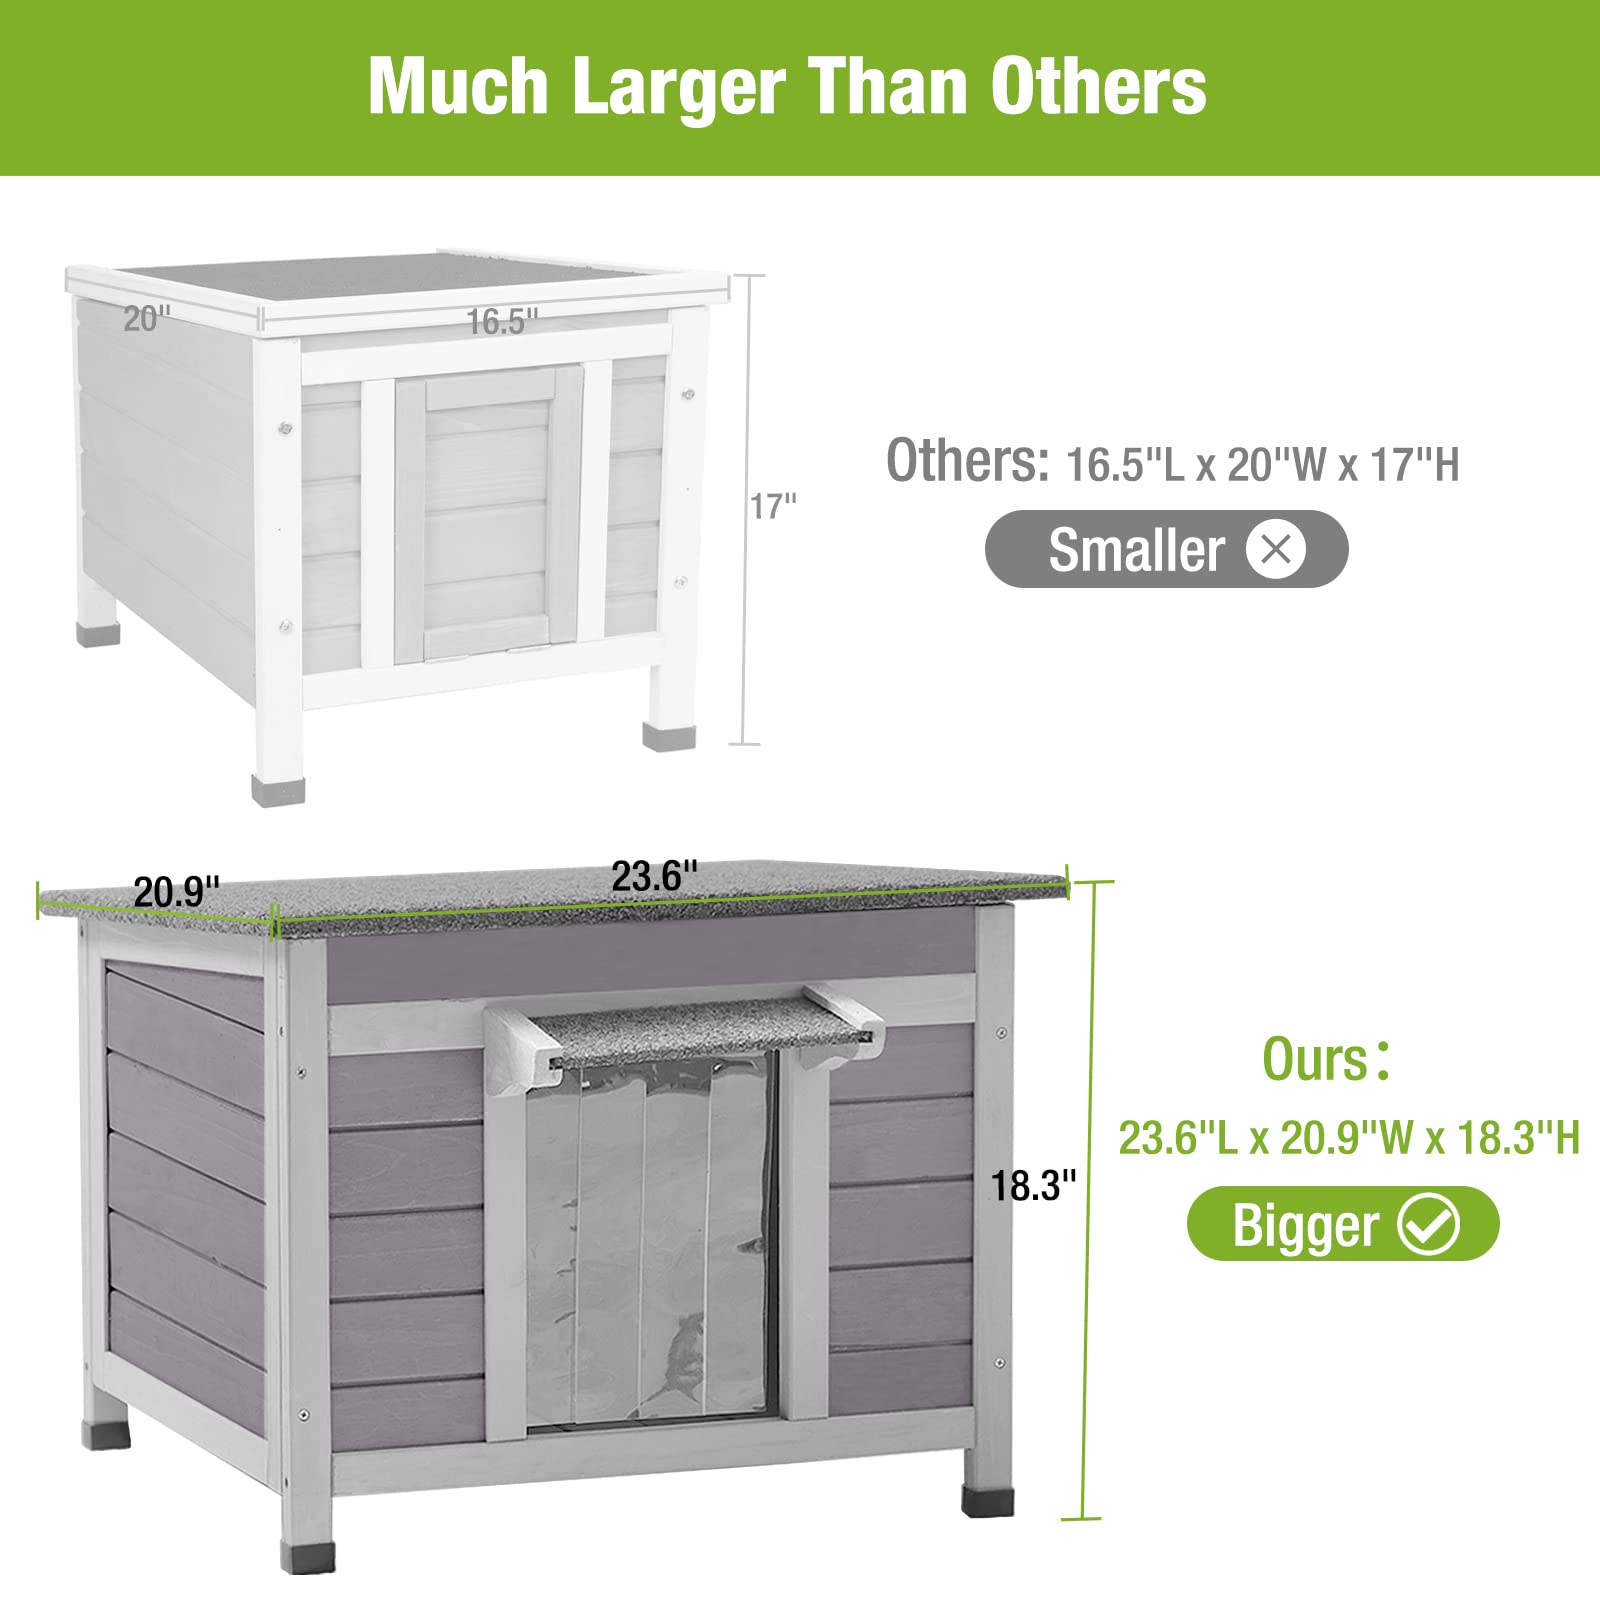 Much Larger Than Others
20"
16.5"
17"
Others: 16.5"L x 20"W x 17"H
Smaller
20.9"
23.6"
18.3"
Ours:
23.6"L x 20.9"W x 18.3"H
Bigger